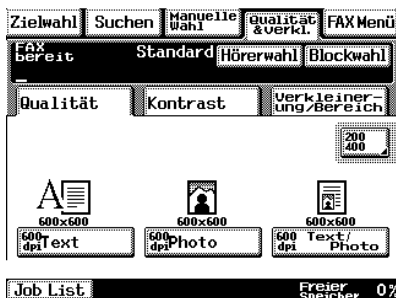 Zielwahl Suchen Manuelle Wahl Qualität &Verkl. FAX Menü
FAX bereit Standard Hörerwahl Blockwahl
Qualität Kontrast Verkleiner-ung/Bereich
200 400
A
600x600 600x600 600x600
600 dpi Text 600 dpi Photo 600 dpi Text/ Photo
Job List Freier Speicher 0%